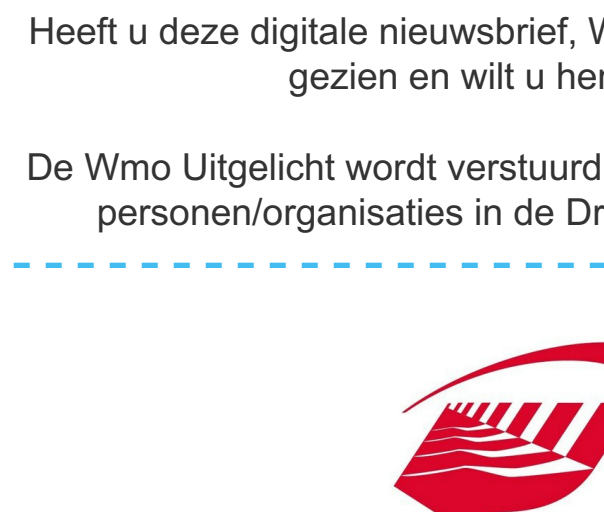 Heeft u deze digitale nieuwsbrief, W
gezien en wilt u her
De Wmo Uitgelicht wordt verstuurd
personen/organisaties in de Dr